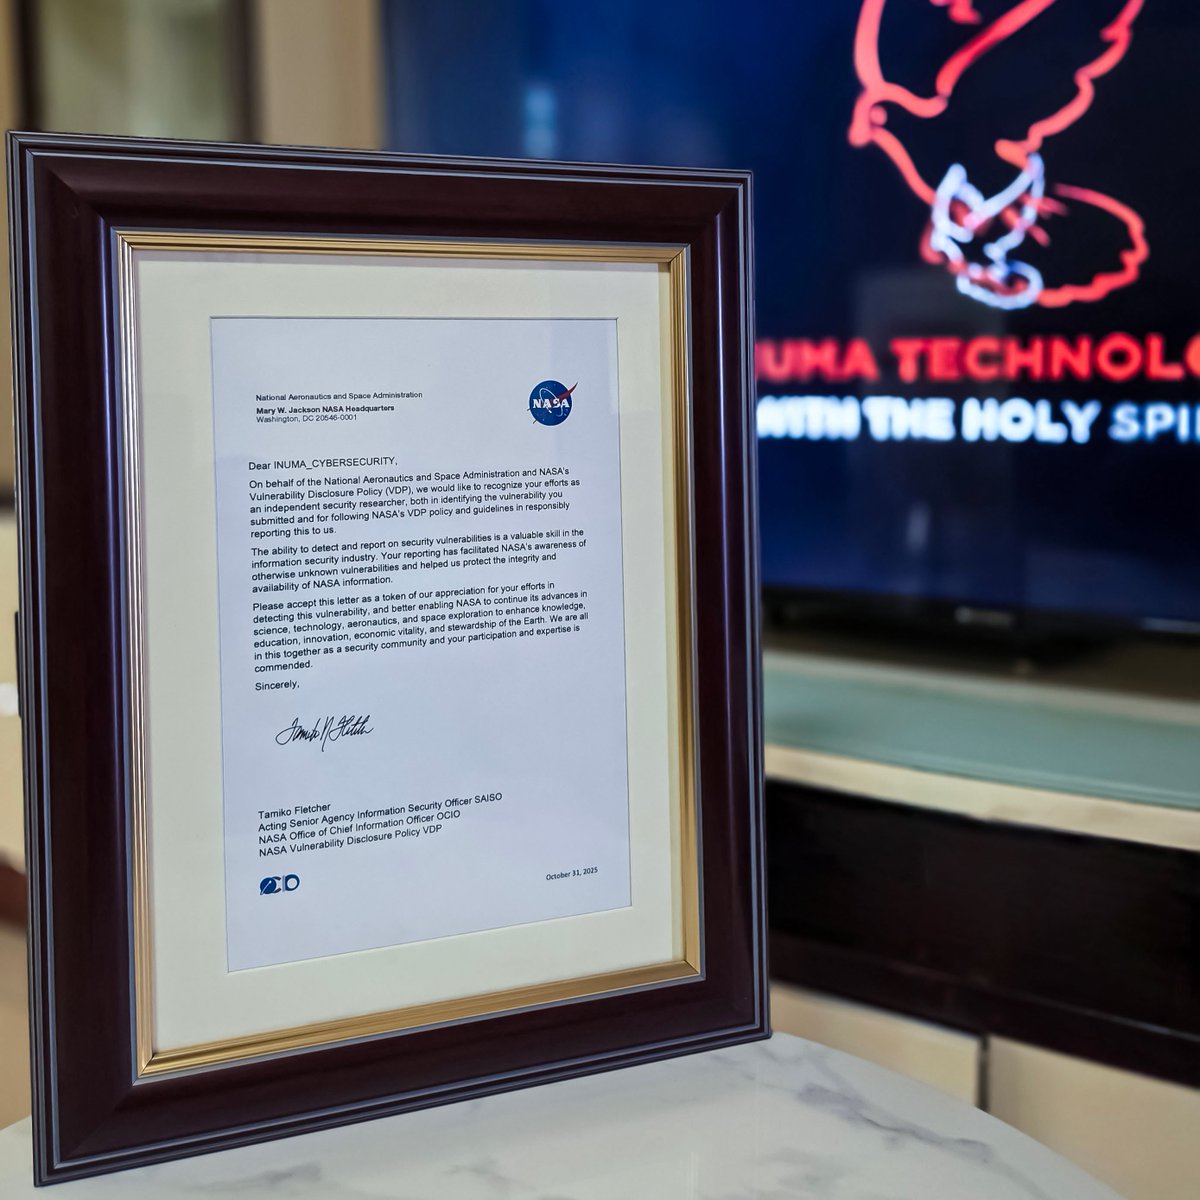 National Aeronautics and Space Administration
Mary W. Jackson NASA Headquarters
Washington, DC 20546-0001
NASA
Dear INUMA_CYBERSECURITY,
On behalf of the National Aeronautics and Space Administration and NASA's
Vulnerability Disclosure Policy (VDP), we would like to recognize your efforts as
an independent security researcher, both in identifying the vulnerability you
submitted and for following NASA's VDP policy and guidelines in responsibly
reporting this to us.
The ability to detect and report on security vulnerabilities is a valuable skill in the
information security industry. Your reporting has facilitated NASA's awareness of
otherwise unknown vulnerabilities and helped us protect the integrity and
availability of NASA information.
Please accept this letter as a token of our appreciation for your efforts in
detecting this vulnerability, and better enabling NASA to continue its advances in
science, technology, aeronautics, and space exploration to enhance knowledge,
education, innovation, economic vitality, and stewardship of the Earth. We are all
in this together as a security community and your participation and expertise is
commended.
Sincerely,
Tamiko N Fletcher
Tamiko Fletcher
Acting Senior Agency Information Security Officer SAISO
NASA Office of Chief Information Officer OCIO
NASA Vulnerability Disclosure Policy VDP
OCIO
October 31, 2025
NUMA TECHNOLO
WITH THE HOLY SPI